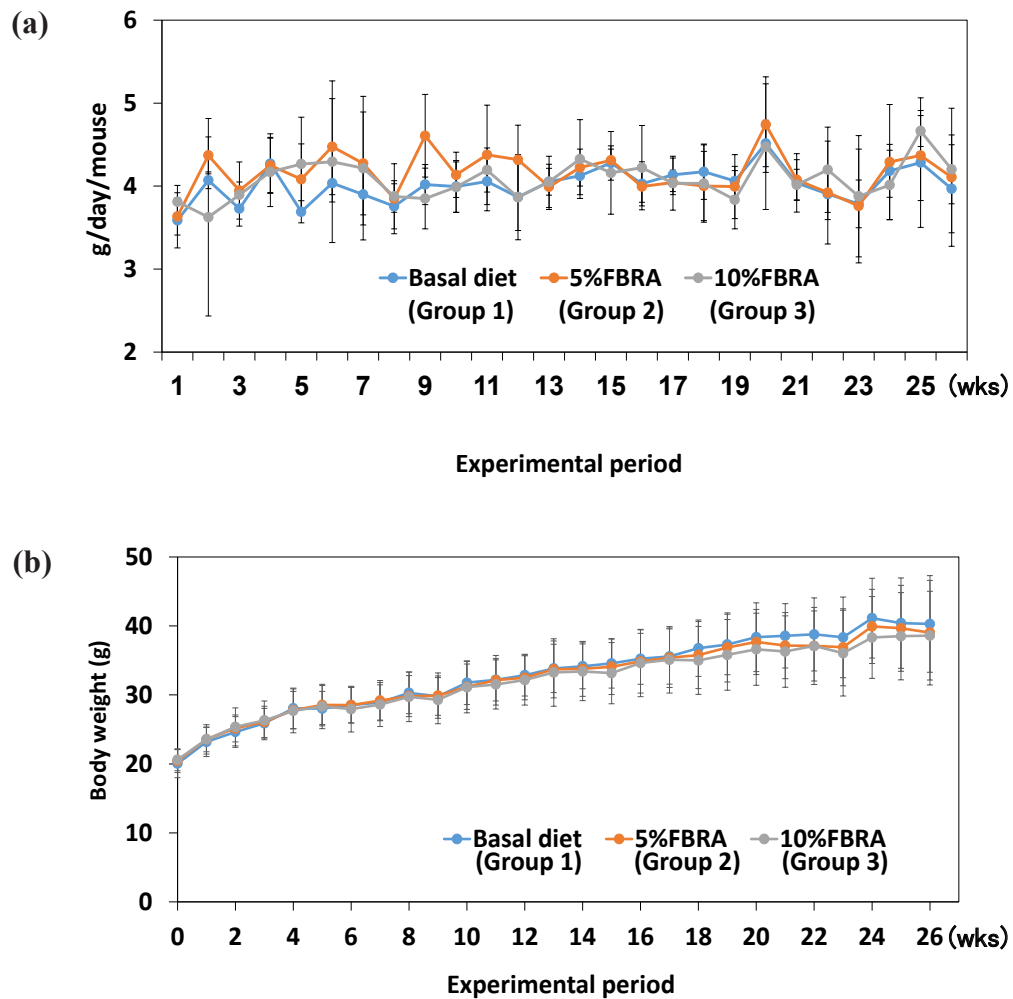 (a)
6
5
4
3
2
g/day/mouse
Basal diet 5%FBRA 10%FBRA
(Group 1) (Group 2) (Group 3)
1 3 5 7 9 11 13 15 17 19 21 23 25 (wks)
Experimental period
(b)
50
40
30
20
10
0
Body weight (g)
Basal diet 5%FBRA 10%FBRA
(Group 1) (Group 2) (Group 3)
0 2 4 6 8 10 12 14 16 18 20 22 24 26 (wks)
Experimental period